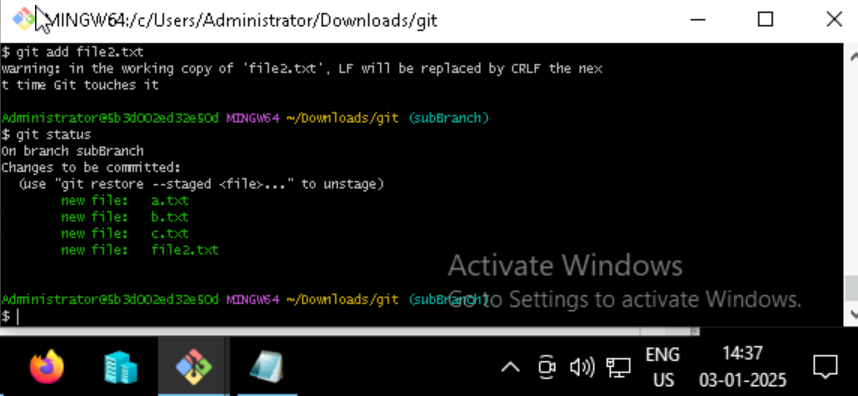 MINGW64:/c/Users/Administrator/Downloads/git
$ git add file2.txt
warning: in the working copy of 'file2.txt', LF will be replaced by CRLF the nex
t time Git touches it
Administrator@5b3d002ed32e50d MINGW64 ~/Downloads/git (subBranch)
$ git status
On branch subBranch
Changes to be committed:
(use "git restore --staged <file>..." to unstage)
new file: a.txt
new file: b.txt
new file: c.txt
new file: file2.txt
Activate Windows
Administrator@5b3d002ed32e50d MINGW64 ~/Downloads/git (subBranch)
Go to Settings to activate Windows.
$
ENG
US
14:37
03-01-2025